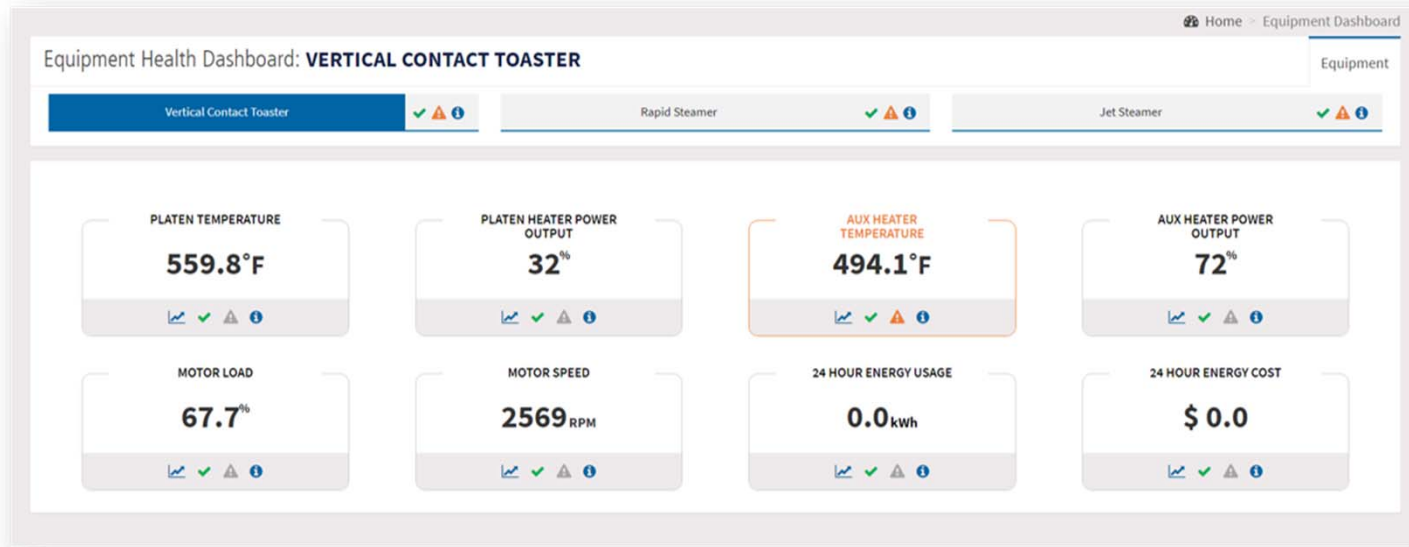 Home > Equipment Dashboard
Equipment Health Dashboard: VERTICAL CONTACT TOASTER
Equipment
Vertical Contact Toaster
Rapid Steamer
Jet Steamer
PLATEN TEMPERATURE
559.8°F
PLATEN HEATER POWER
OUTPUT
32%
AUX HEATER
TEMPERATURE
494.1°F
AUX HEATER POWER
OUTPUT
72%
MOTOR LOAD
67.7%
MOTOR SPEED
2569 RPM
24 HOUR ENERGY USAGE
0.0 kWh
24 HOUR ENERGY COST
$ 0.0